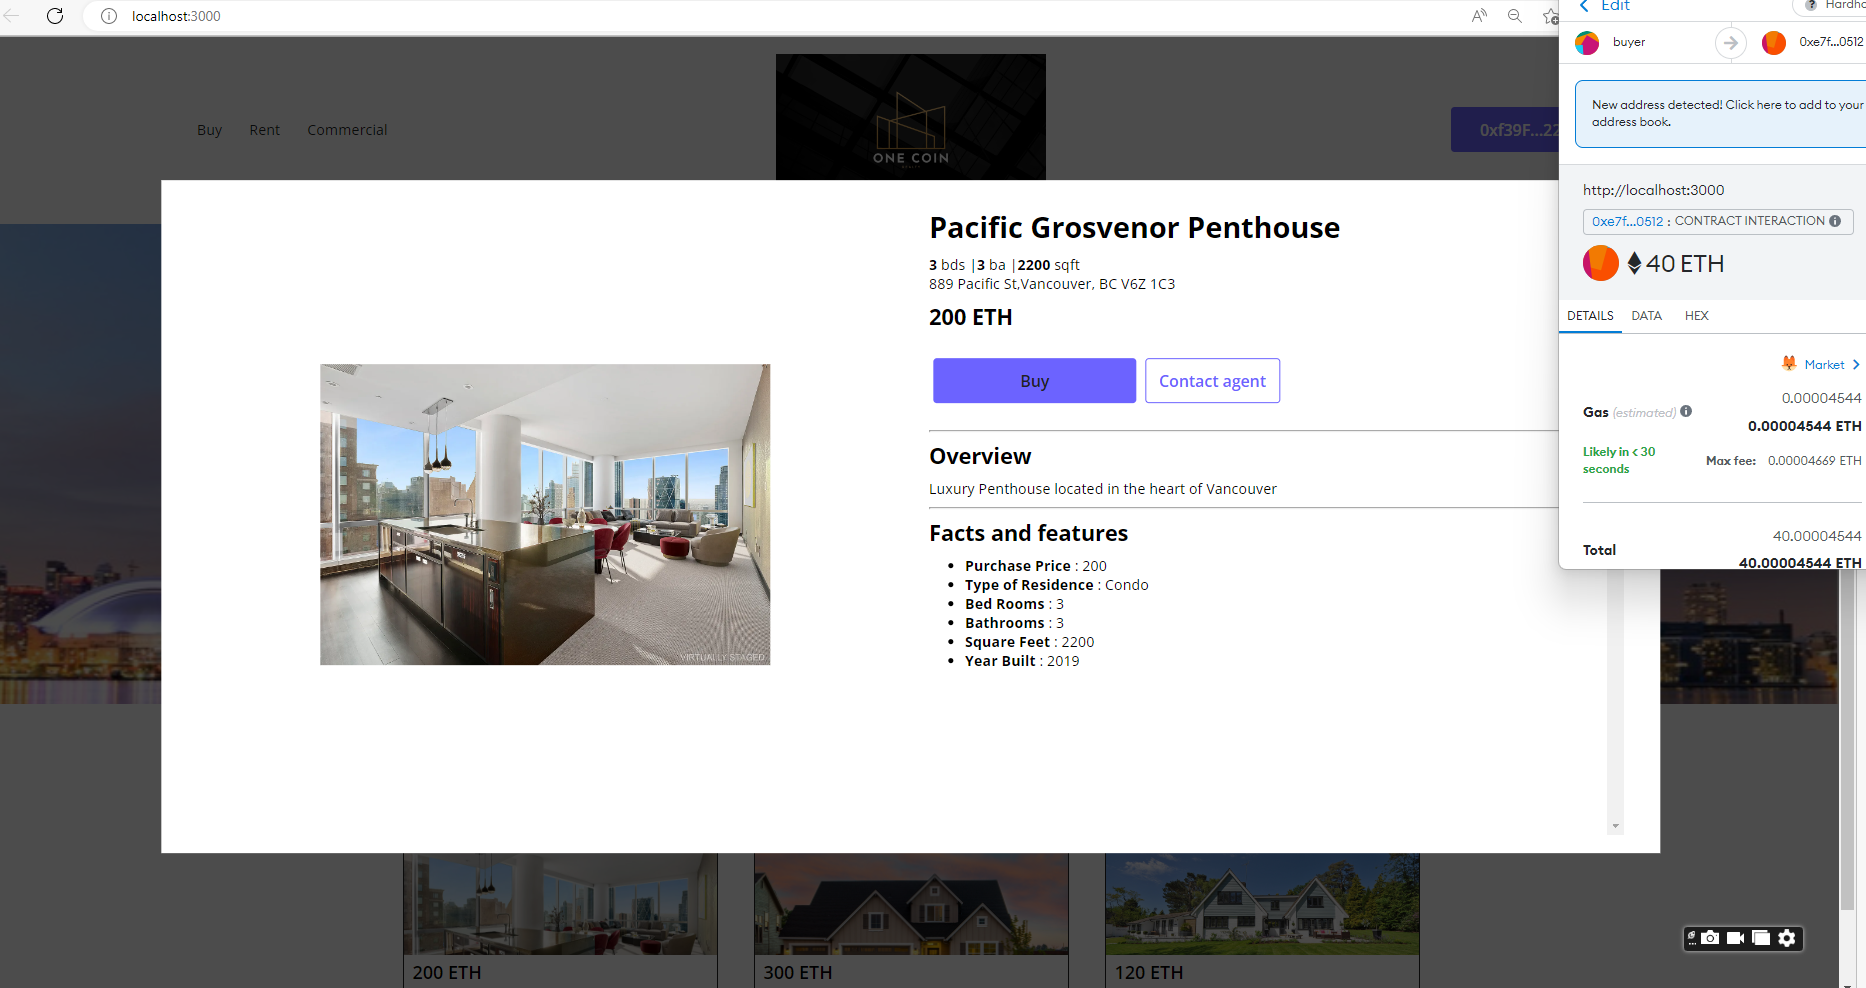 localhost:3000
Edit
buyer
0xe7f...0512
New address detected! Click here to add to your
address book.
Buy
Rent
Commercial
ONE COIN
0xf39F...22
http://localhost:3000
0xe7f...0512 : CONTRACT INTERACTION
40 ETH
DETAILS
DATA
HEX
Market
0.00004544
Gas (estimated)
0.00004544 ETH
Likely in < 30
seconds
Max fee: 0.00004669 ETH
40.00004544
Total
40.00004544 ETH
Pacific Grosvenor Penthouse
3 bds |3 ba |2200 sqft
889 Pacific St,Vancouver, BC V6Z 1C3
200 ETH
Buy
Contact agent
Overview
Luxury Penthouse located in the heart of Vancouver
Facts and features
Purchase Price : 200
Type of Residence : Condo
Bed Rooms : 3
Bathrooms : 3
Square Feet : 2200
Year Built : 2019
VIRTUALLY STAGED
200 ETH
300 ETH
120 ETH